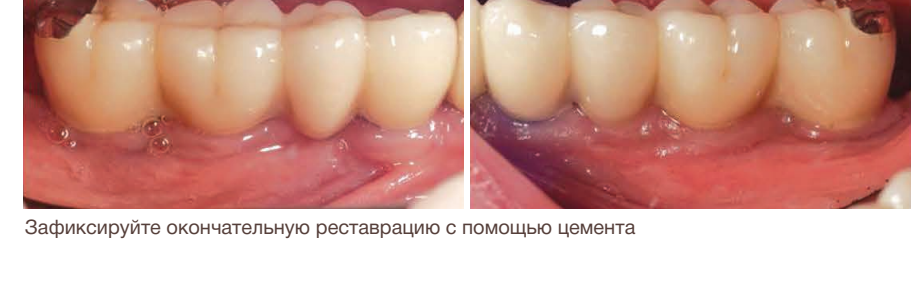 Зафиксируйте окончательную реставрацию с помощью цемента